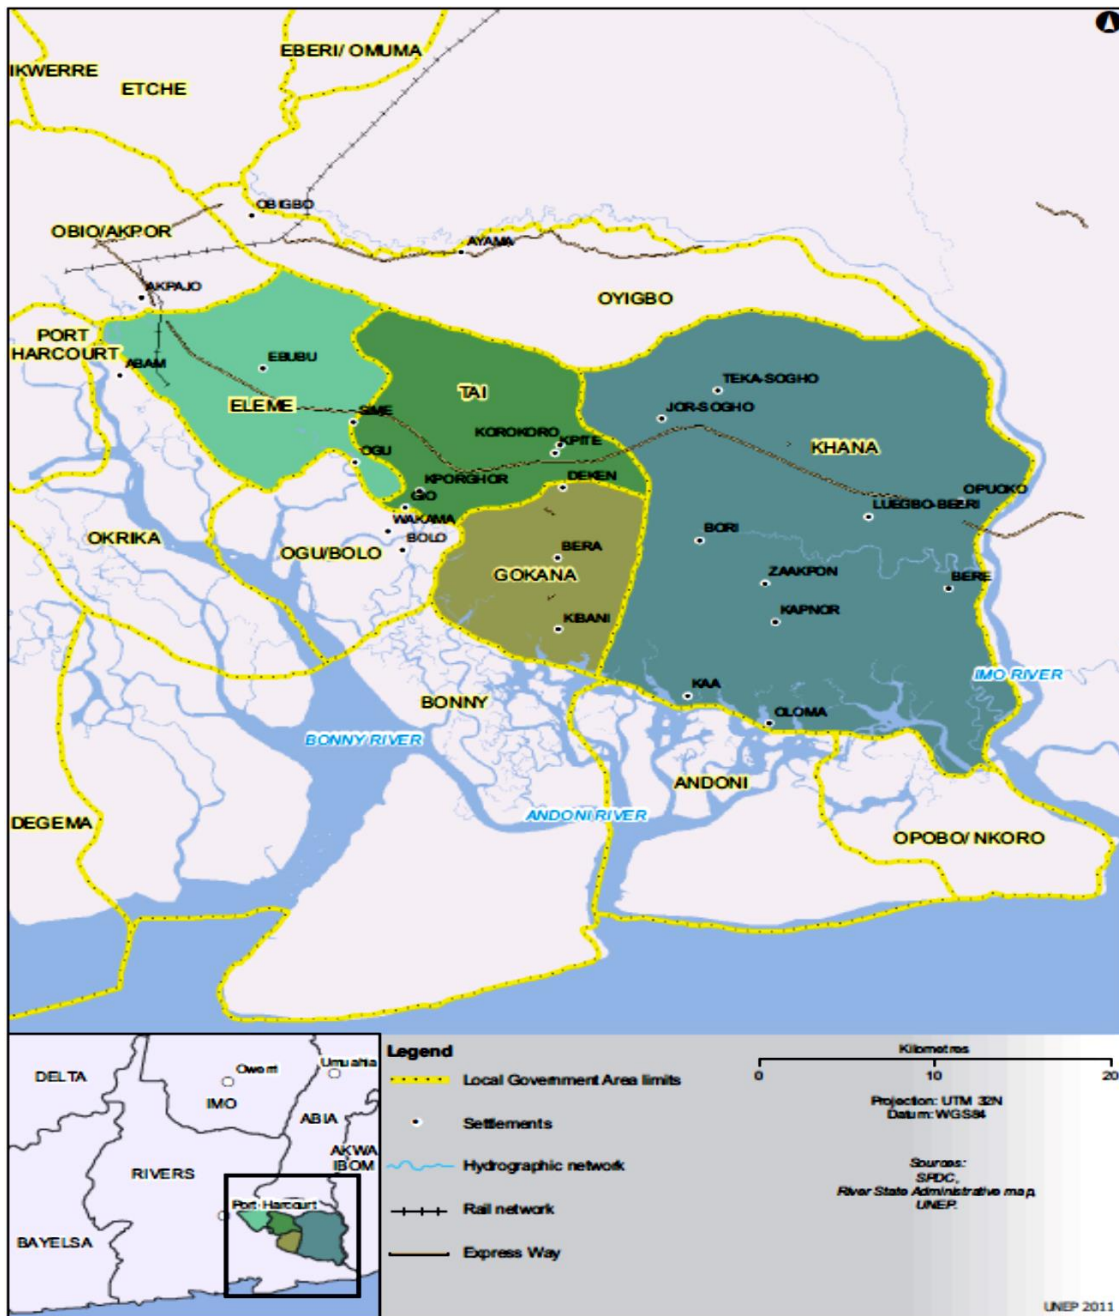 EBERI/ OMUMA
IKWERRE
ETCHE
OBIGBO
OBIO/AKPOR
AYAMA
AKPAJO
OYIGBO
PORT
HARCOURT
ABAM
EBUBU
TEKA-SOGHO
TAI
ELEME
SIME
JOR-SOGHO
KOROKORO
KPITE
KHANA
OGU
KPORGHOR
DEKEN
OPUOKO
GIO
LUEGBO-BEERI
WAKAMA
OKRIKA
OGU/BOLO
BOLO
BORI
BERA
GOKANA
ZAAKPON
BERE
KAPNOR
KIBANI
IMO RIVER
BONNY
KAA
OLOMA
BONNY RIVER
ANDONI
ANDONI RIVER
DEGEMA
OPOBO/ NKORO
DELTA
Owerri
Umuahia
IMO
ABIA
AKWA
IBOM
RIVERS
Port-Harcourt
BAYELSA
Legend
Local Government Area limits
Settlements
Hydrographic network
Rail network
Express Way
Kilometres
0 10 20
Projection: UTM 32N
Datum: WGS84
Sources:
SPDC,
River State Administrative map,
UNEP.
UNEP 2011